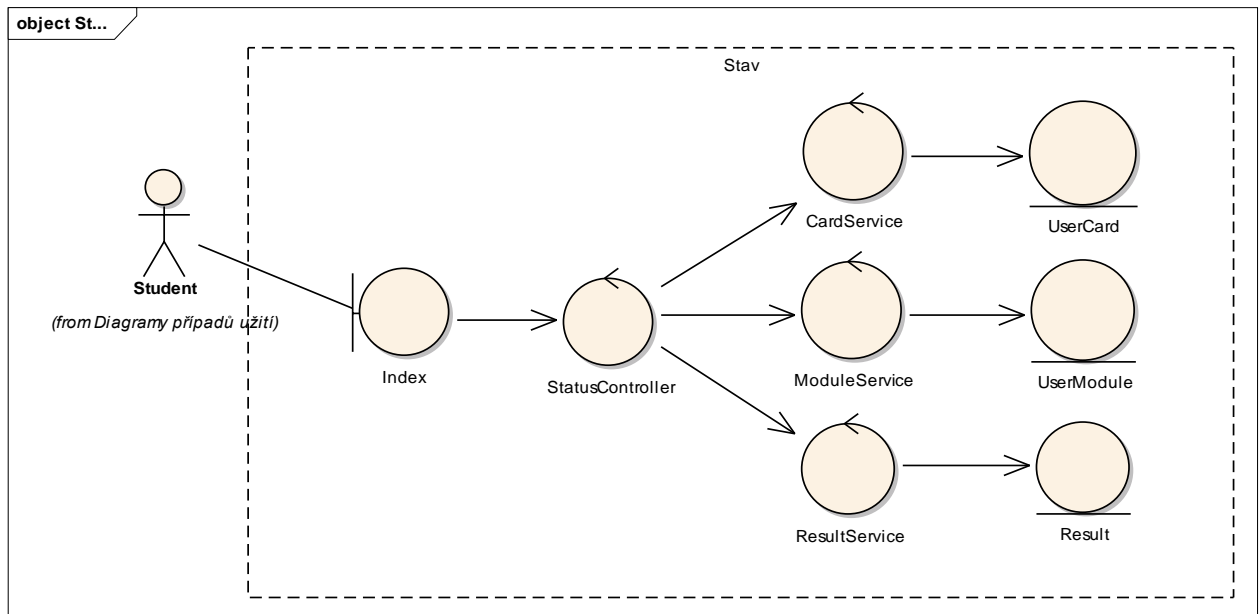 object St...
Stav
Student
(from Diagramy případů užití)
Index
StatusController
CardService
UserCard
ModuleService
UserModule
ResultService
Result